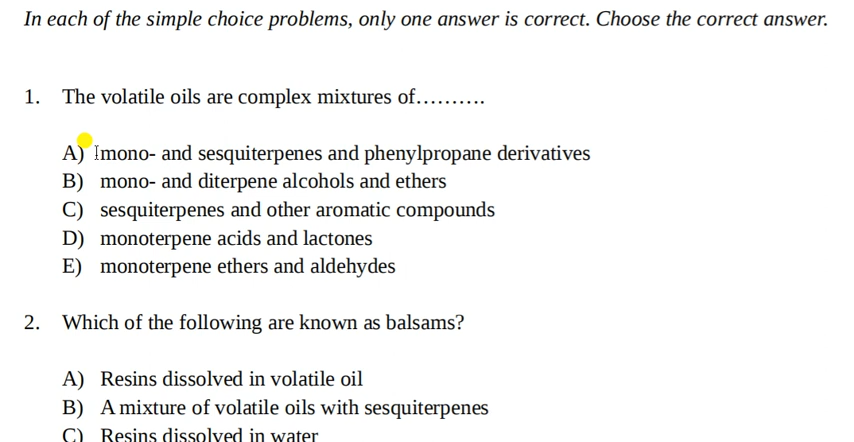 In each of the simple choice problems, only one answer is correct. Choose the correct answer.
1. The volatile oils are complex mixtures of……….
A) mono- and sesquiterpenes and phenylpropane derivatives
B) mono- and diterpene alcohols and ethers
C) sesquiterpenes and other aromatic compounds
D) monoterpene acids and lactones
E) monoterpene ethers and aldehydes
2. Which of the following are known as balsams?
A) Resins dissolved in volatile oil
B) A mixture of volatile oils with sesquiterpenes
C) Resins dissolved in water